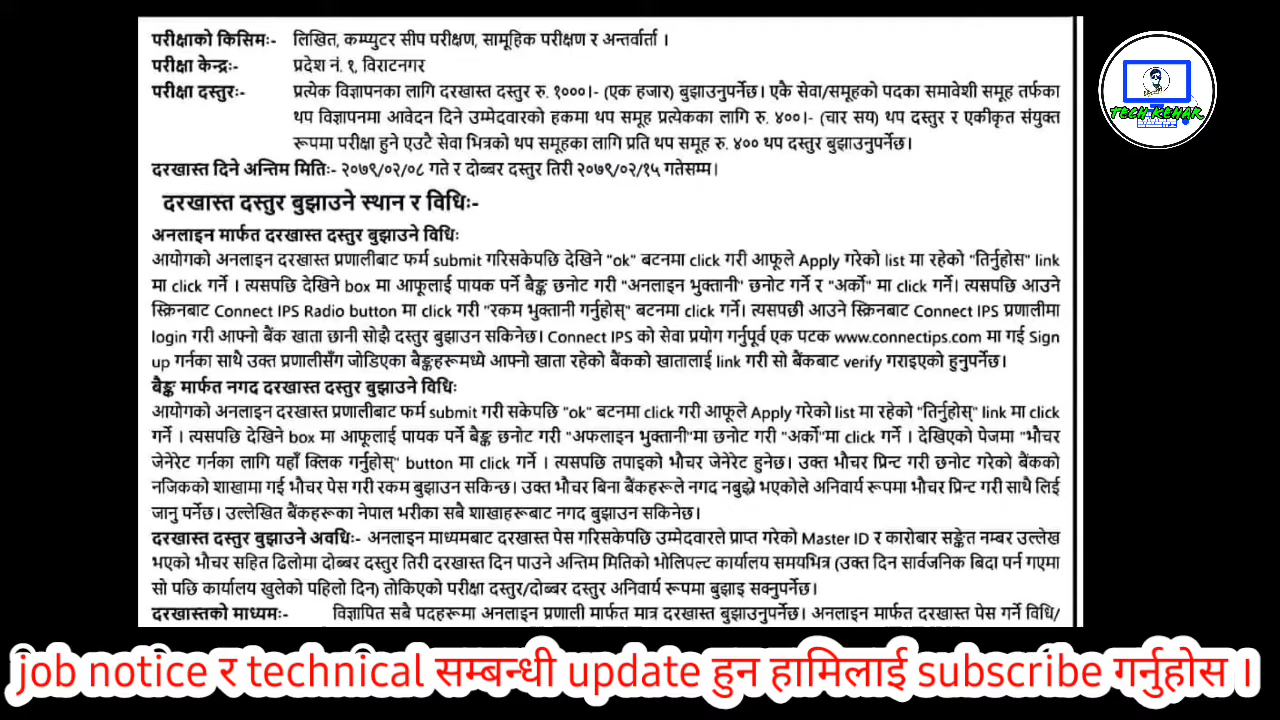 परीक्षाको किसिमः- लिखित, कम्प्युटर सीप परीक्षण, सामूहिक परीक्षण र अन्तर्वार्ता ।
परीक्षा केन्द्रः- प्रदेश नं. १, विराटनगर
परीक्षा दस्तुरः- प्रत्येक विज्ञापनका लागि दरखास्त दस्तुर रु. १०००।- (एक हजार) बुझाउनुपर्नेछ। एकै सेवा/समूहको पदका समावेशी समूह तर्फका
थप विज्ञापनमा आवेदन दिने उम्मेदवारको हकमा थप समूह प्रत्येकका लागि रु. ४००।- (चार सय) थप दस्तुर र एकीकृत संयुक्त
रूपमा परीक्षा हुने एउटै सेवा भित्रको थप समूहका लागि प्रति थप समूह रु. ४०० थप दस्तुर बुझाउनुपर्नेछ।
दरखास्त दिने अन्तिम मितिः- २०७९/०२/०८ गते र दोब्बर दस्तुर तिरी २०७९/०२/१५ गतेसम्म।
दरखास्त दस्तुर बुझाउने स्थान र विधिः-
अनलाइन मार्फत दरखास्त दस्तुर बुझाउने विधिः
आयोगको अनलाइन दरखास्त प्रणालीबाट फर्म submit गरिसकेपछि देखिने "ok" बटनमा click गरी आफूले Apply गरेको list मा रहेको "तिर्नुहोस" link
मा click गर्ने । त्यसपछि देखिने box मा आफूलाई पायक पर्ने बैङ्क छनोट गरी "अनलाइन भुक्तानी" छनोट गर्ने र "अर्को" मा click गर्ने। त्यसपछि आउने
स्क्रिनबाट Connect IPS Radio button मा click गरी "रकम भुक्तानी गर्नुहोस्" बटनमा click गर्ने। त्यसपछी आउने स्क्रिनबाट Connect IPS प्रणालीमा
login गरी आफ्नो बैंक खाता छानी सोझै दस्तुर बुझाउन सकिनेछ। Connect IPS को सेवा प्रयोग गर्नुपूर्व एक पटक www.connectips.com मा गई Sign
up गर्नका साथै उक्त प्रणालीसँग जोडिएका बैङ्कहरूमध्ये आफ्नो खाता रहेको बैंकको खातालाई link गरी सो बैंकबाट verify गराइएको हुनुपर्नेछ।
बैङ्क मार्फत नगद दरखास्त दस्तुर बुझाउने विधिः
आयोगको अनलाइन दरखास्त प्रणालीबाट फर्म submit गरी सकेपछि "ok" बटनमा click गरी आफूले Apply गरेको list मा रहेको "तिर्नुहोस्" link मा click
गर्ने । त्यसपछि देखिने box मा आफूलाई पायक पर्ने बैङ्क छनोट गरी "अफलाइन भुक्तानी"मा छनोट गरी "अर्को"मा click गर्ने । देखिएको पेजमा "भौचर
जेनेरेट गर्नका लागि यहाँ क्लिक गर्नुहोस्" button मा click गर्ने । त्यसपछि तपाइको भौचर जेनेरेट हुनेछ। उक्त भौचर प्रिन्ट गरी छनोट गरेको बैंकको
नजिकको शाखामा गई भौचर पेस गरी रकम बुझाउन सकिन्छ। उक्त भौचर बिना बैंकहरूले नगद नबुझ्ने भएकोले अनिवार्य रूपमा भौचर प्रिन्ट गरी साथै लिई
जानु पर्नेछ। उल्लेखित बैंकहरूका नेपाल भरीका सबै शाखाहरूबाट नगद बुझाउन सकिनेछ।
दरखास्त दस्तुर बुझाउने अवधिः- अनलाइन माध्यमबाट दरखास्त पेस गरिसकेपछि उम्मेदवारले प्राप्त गरेको Master ID र कारोबार सङ्केत नम्बर उल्लेख
भएको भौचर सहित ढिलोमा दोब्बर दस्तुर तिरी दरखास्त दिन पाउने अन्तिम मितिको भोलिपल्ट कार्यालय समयभित्र (उक्त दिन सार्वजनिक बिदा पर्न गएमा
सो पछि कार्यालय खुलेको पहिलो दिन) तोकिएको परीक्षा दस्तुर/दोब्बर दस्तुर अनिवार्य रूपमा बुझाइ सक्नुपर्नेछ।
दरखास्तको माध्यमः- विज्ञापित सबै पदहरूमा अनलाइन प्रणाली मार्फत मात्र दरखास्त बुझाउनुपर्नेछ। अनलाइन मार्फत दरखास्त पेस गर्ने विधि/
TECH KEHAR
job notice र technical सम्बन्धी update हुन हामिलाई subscribe गर्नुहोस ।